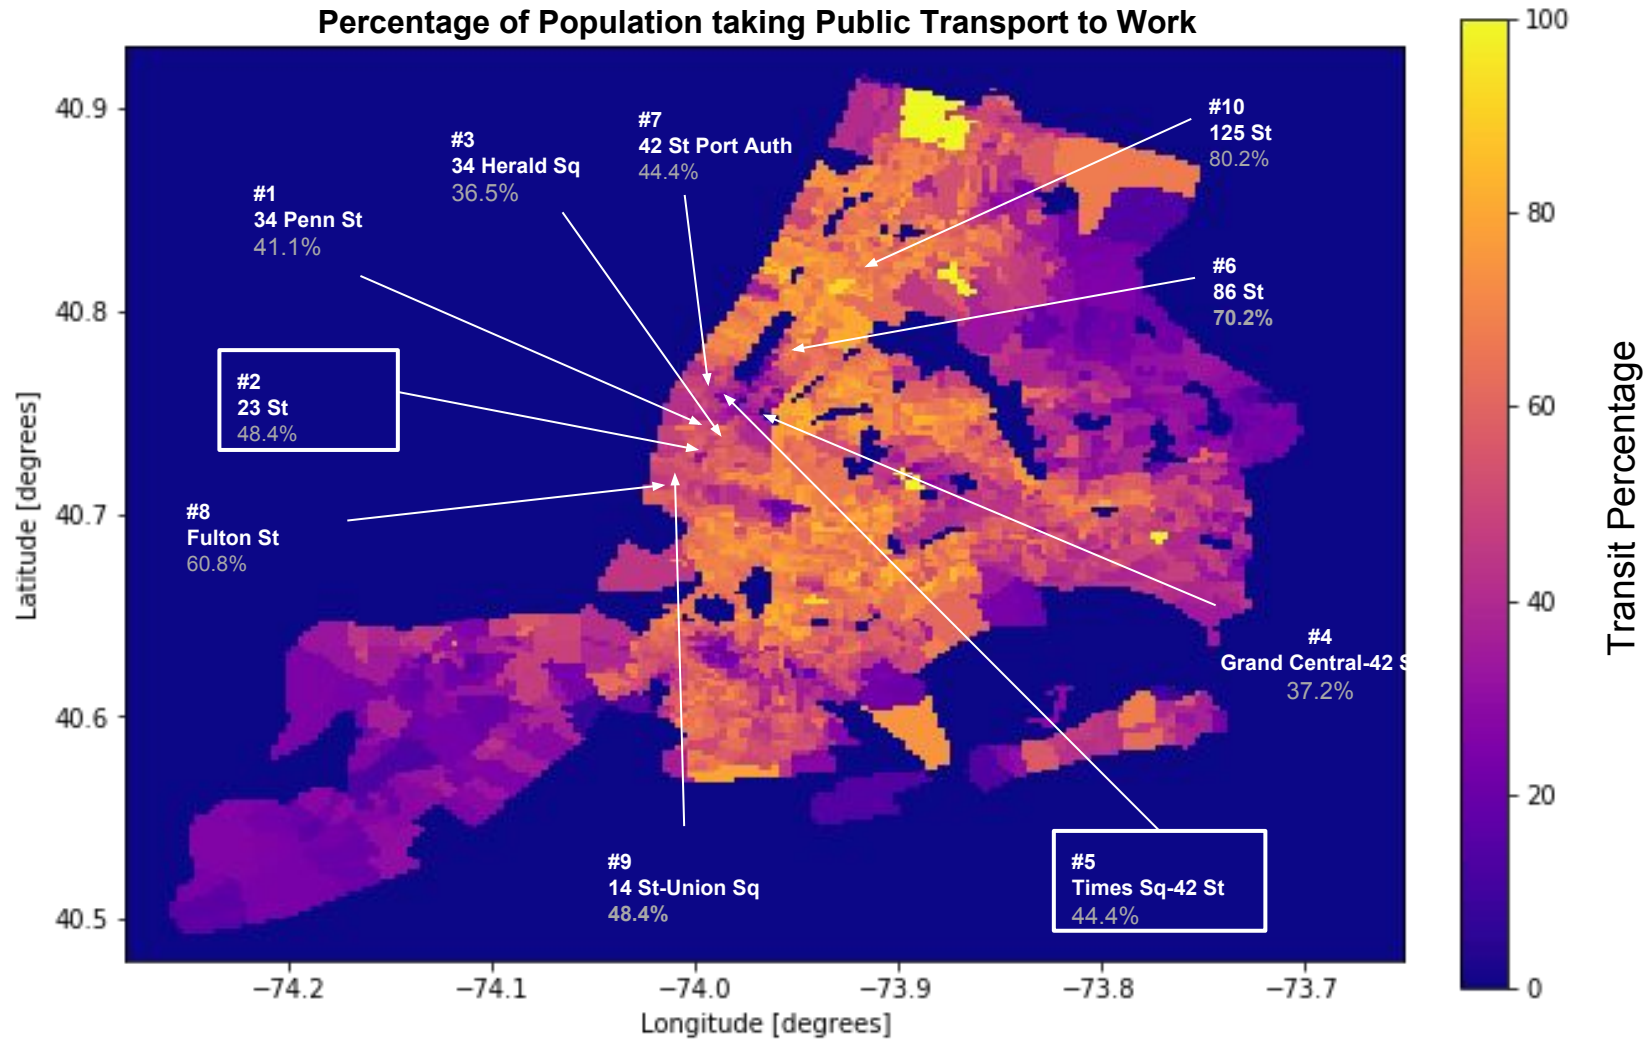 Percentage of Population taking Public Transport to Work
#1
34 Penn St
41.1%
#2
23 St
48.4%
#3
34 Herald Sq
36.5%
#7
42 St Port Auth
44.4%
#10
125 St
80.2%
#6
86 St
70.2%
#8
Fulton St
60.8%
#4
Grand Central-42 S
37.2%
#9
14 St-Union Sq
48.4%
#5
Times Sq-42 St
44.4%
40.9
40.8
40.7
40.6
40.5
Latitude [degrees]
−74.2
−74.1
−74.0
−73.9
−73.8
−73.7
Longitude [degrees]
100
80
60
40
20
0
Transit Percentage